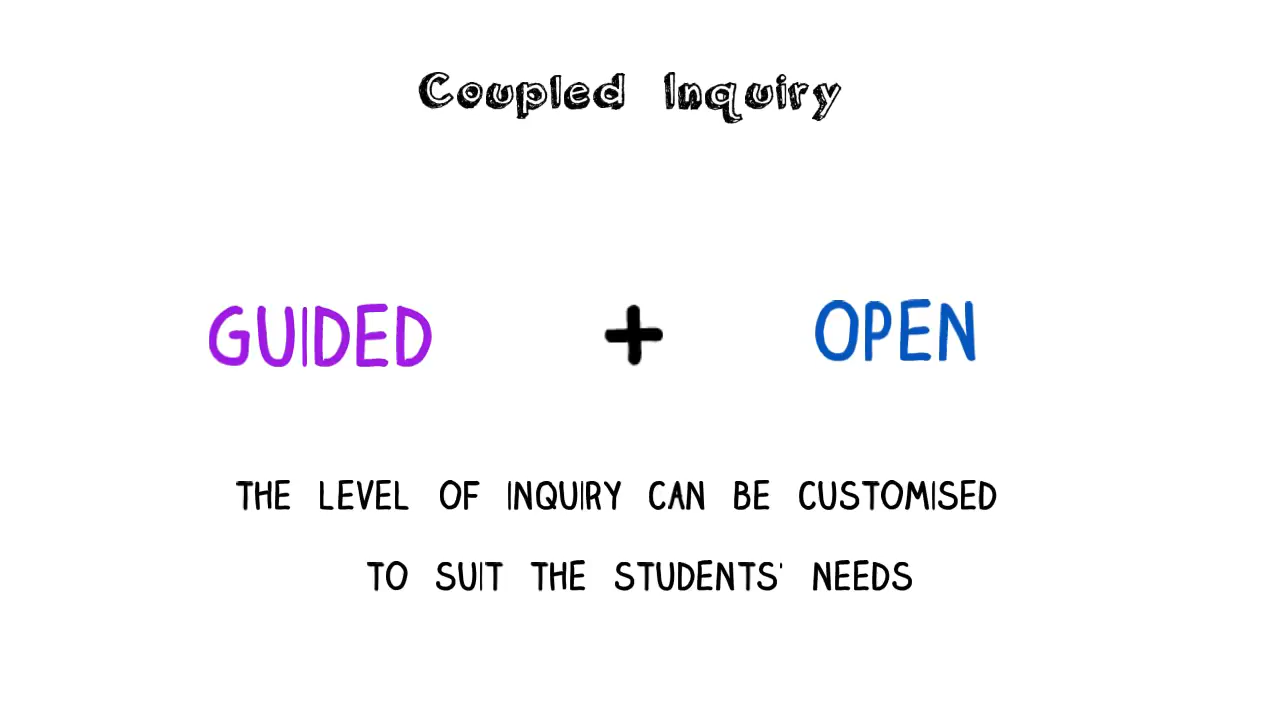 Coupled Inquiry
GUIDED + OPEN
THE LEVEL OF INQUIRY CAN BE CUSTOMISED
TO SUIT THE STUDENTS' NEEDS